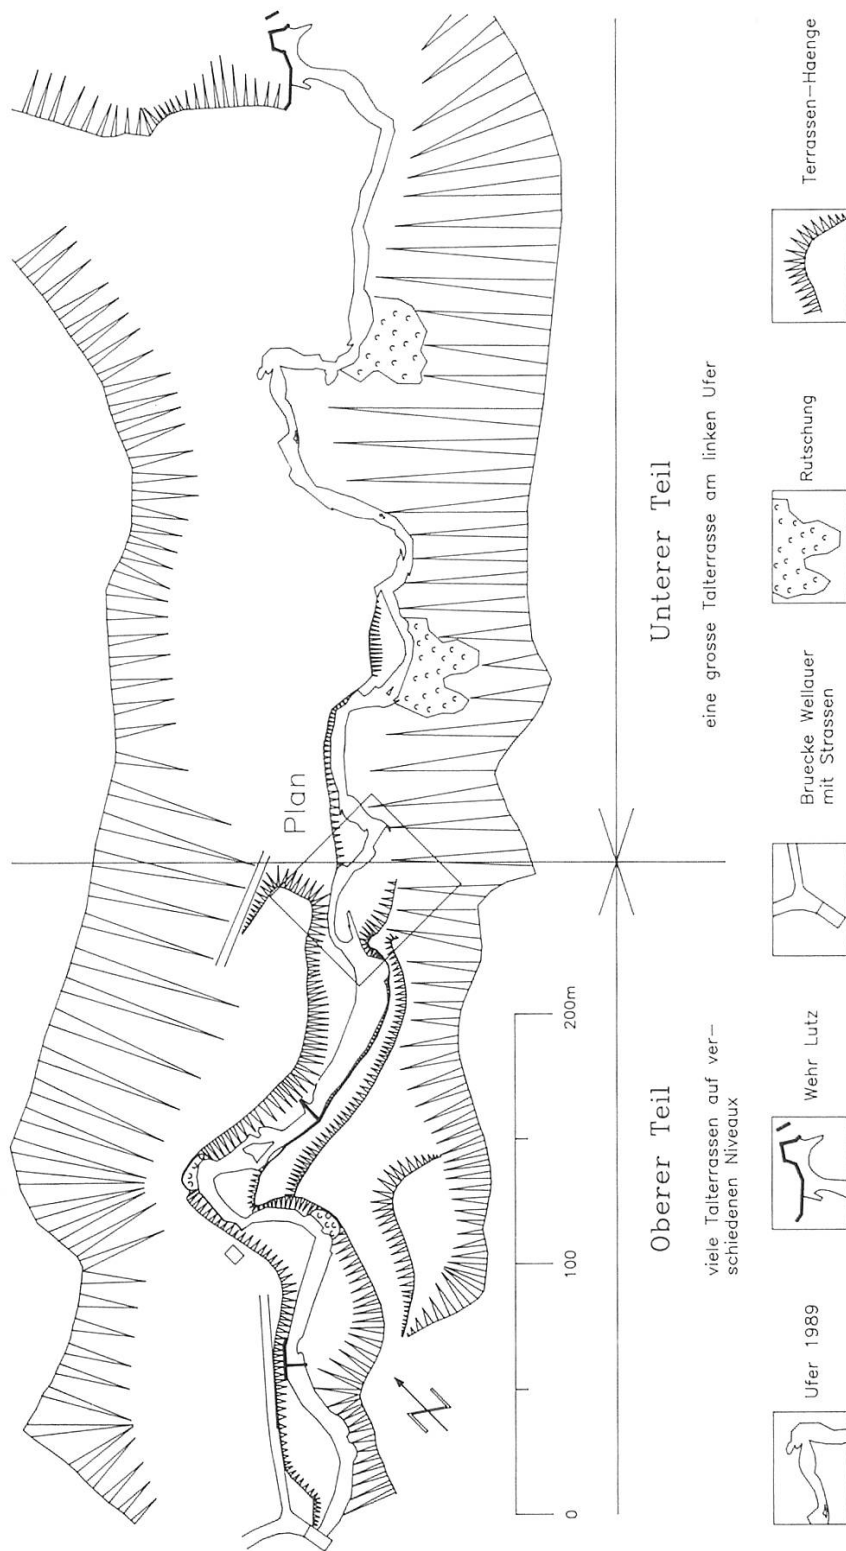 Plan
Z
0
100
200m
Oberer Teil
viele Talterrassen auf ver-
schiedenen Niveaux
Unterer Teil
eine grosse Talterrasse am linken Ufer
Ufer 1989
Wehr Lutz
Bruecke Wellauer
mit Strassen
Rutschung
Terrassen-Haenge